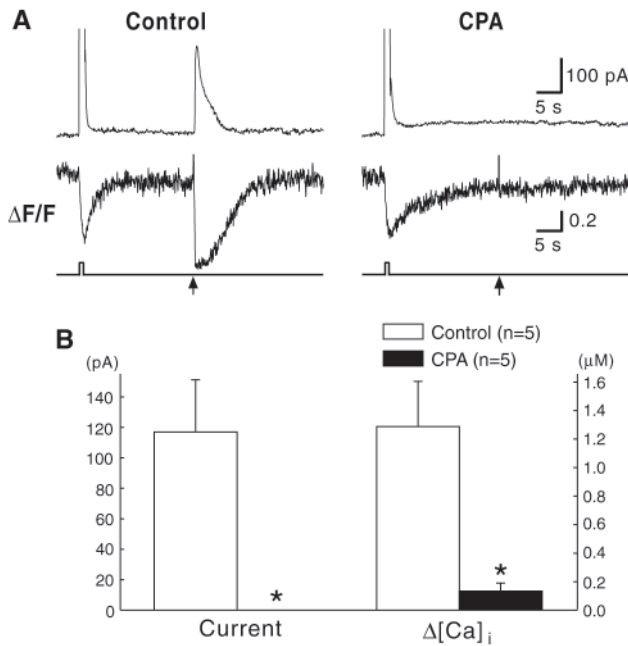 A
Control
CPA
100 pA
5 s
ΔF/F
0.2
5 s
B
Control (n=5)
CPA (n=5)
(pA)
(μM)
140
120
100
80
60
40
20
0
1.6
1.4
1.2
1.0
0.8
0.6
0.4
0.2
0.0
*
*
Current
Δ[Ca]i